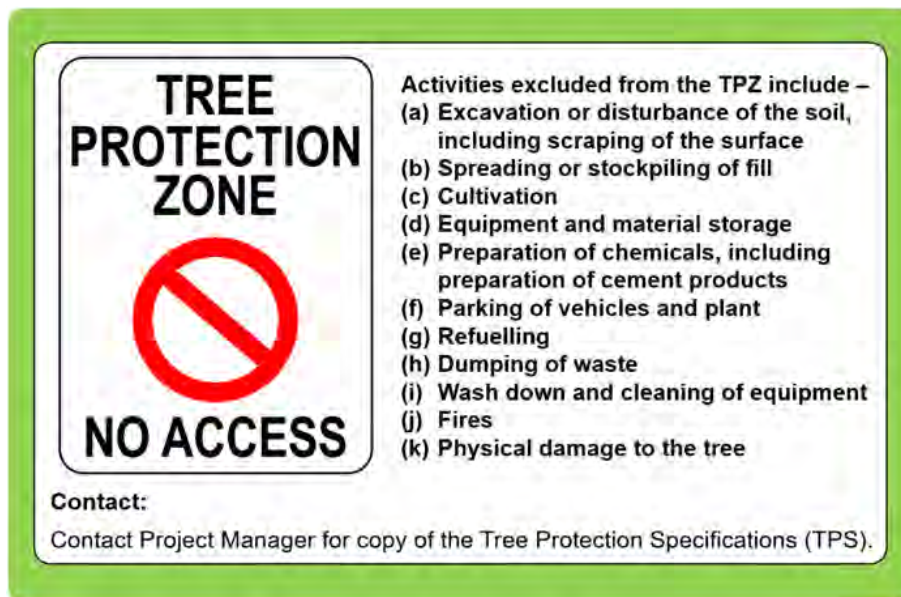 TREE
PROTECTION
ZONE
NO ACCESS
Activities excluded from the TPZ include –
(a) Excavation or disturbance of the soil,
including scraping of the surface
(b) Spreading or stockpiling of fill
(c) Cultivation
(d) Equipment and material storage
(e) Preparation of chemicals, including
preparation of cement products
(f) Parking of vehicles and plant
(g) Refuelling
(h) Dumping of waste
(i) Wash down and cleaning of equipment
(j) Fires
(k) Physical damage to the tree
Contact:
Contact Project Manager for copy of the Tree Protection Specifications (TPS).